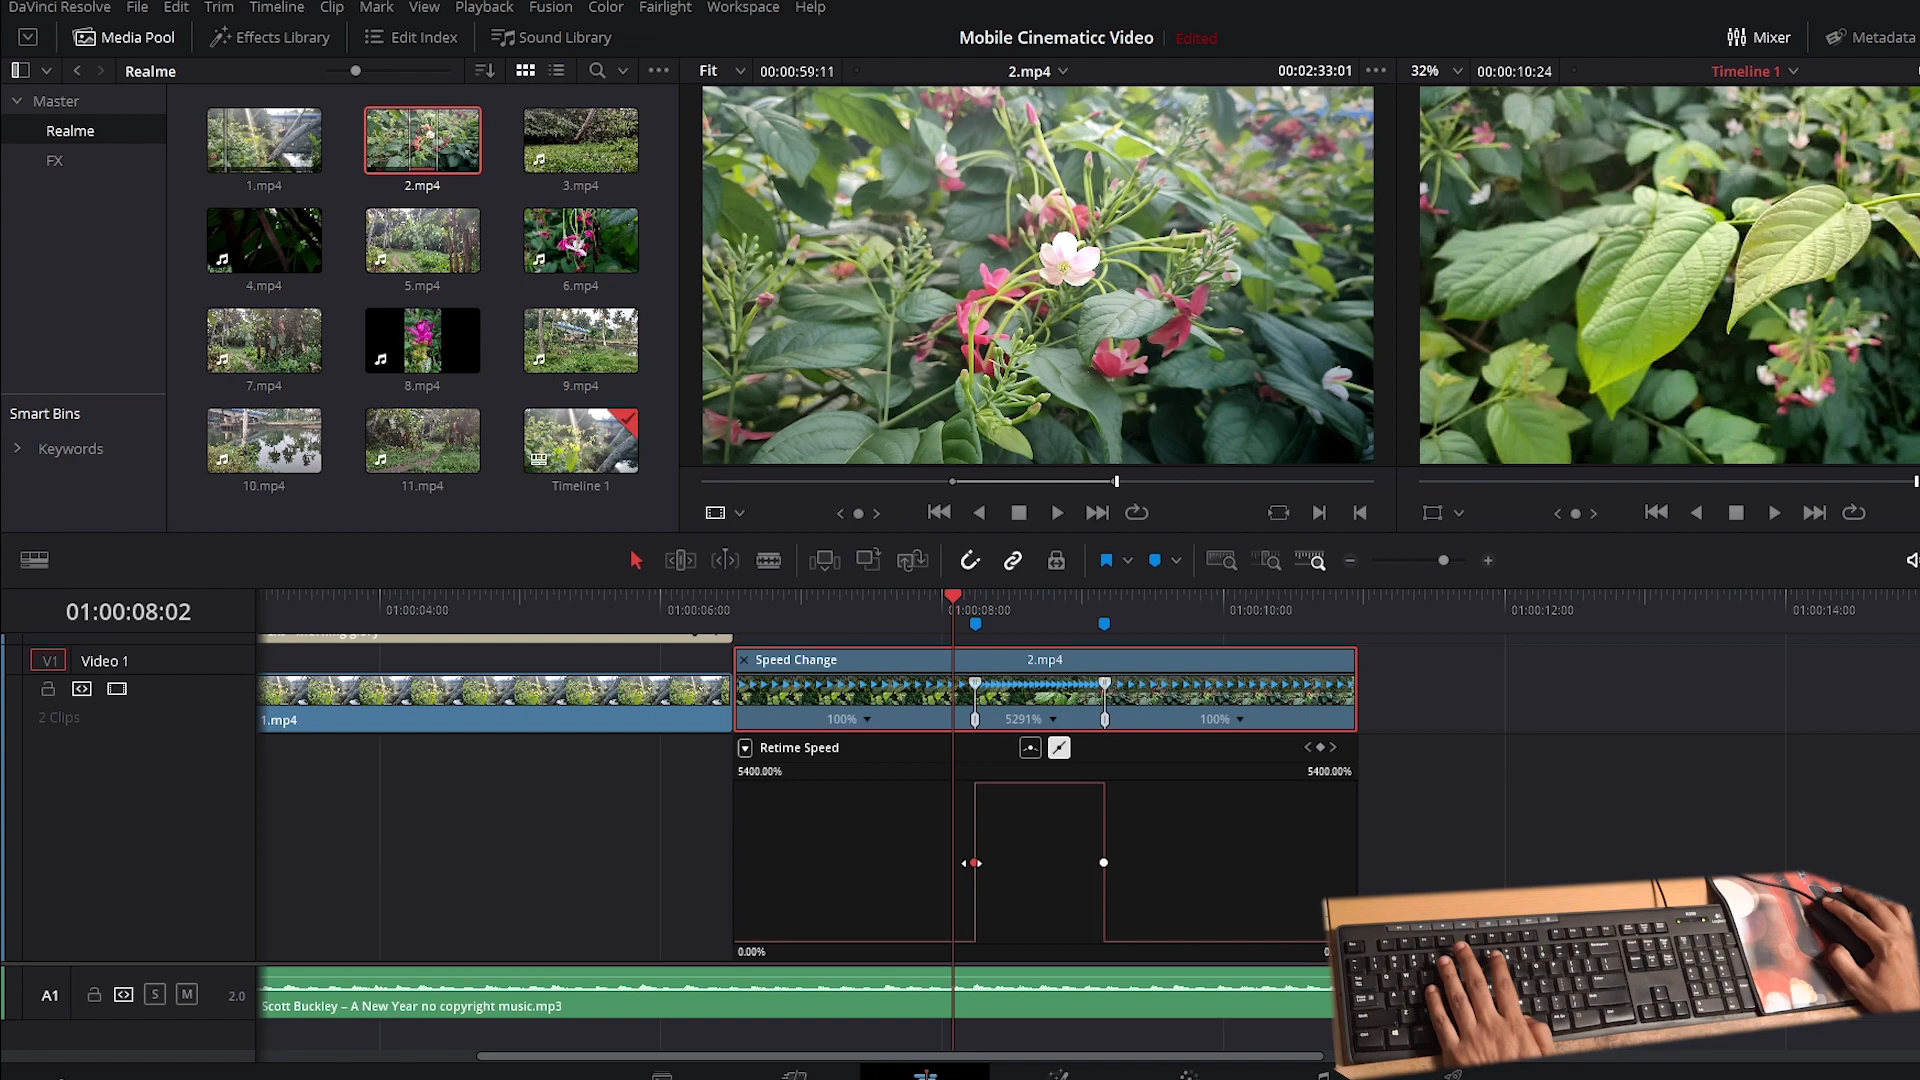 DaVinci Resolve File Edit Trim Timeline Clip Mark View Playback Fusion Color Fairlight Workspace Help
Media Pool Effects Library Edit Index Sound Library Mobile Cinematicc Video Edited Mixer Metadata
Realme Fit 00:00:59:11 2.mp4 00:02:33:01 32% 00:00:10:24 Timeline 1
Master
Realme
FX
1.mp4 2.mp4 3.mp4
4.mp4 5.mp4 6.mp4
7.mp4 8.mp4 9.mp4
10.mp4 11.mp4 Timeline 1
Smart Bins
Keywords
01:00:08:02
01:00:04:00 01:00:06:00 01:00:08:00 01:00:10:00 01:00:12:00 01:00:14:00
V1 Video 1
2 Clips
Speed Change 2.mp4
1.mp4
100% 5291% 100%
Retime Speed
5400.00% 5400.00%
0.00%
A1 S M 2.0
Scott Buckley – A New Year no copyright music.mp3